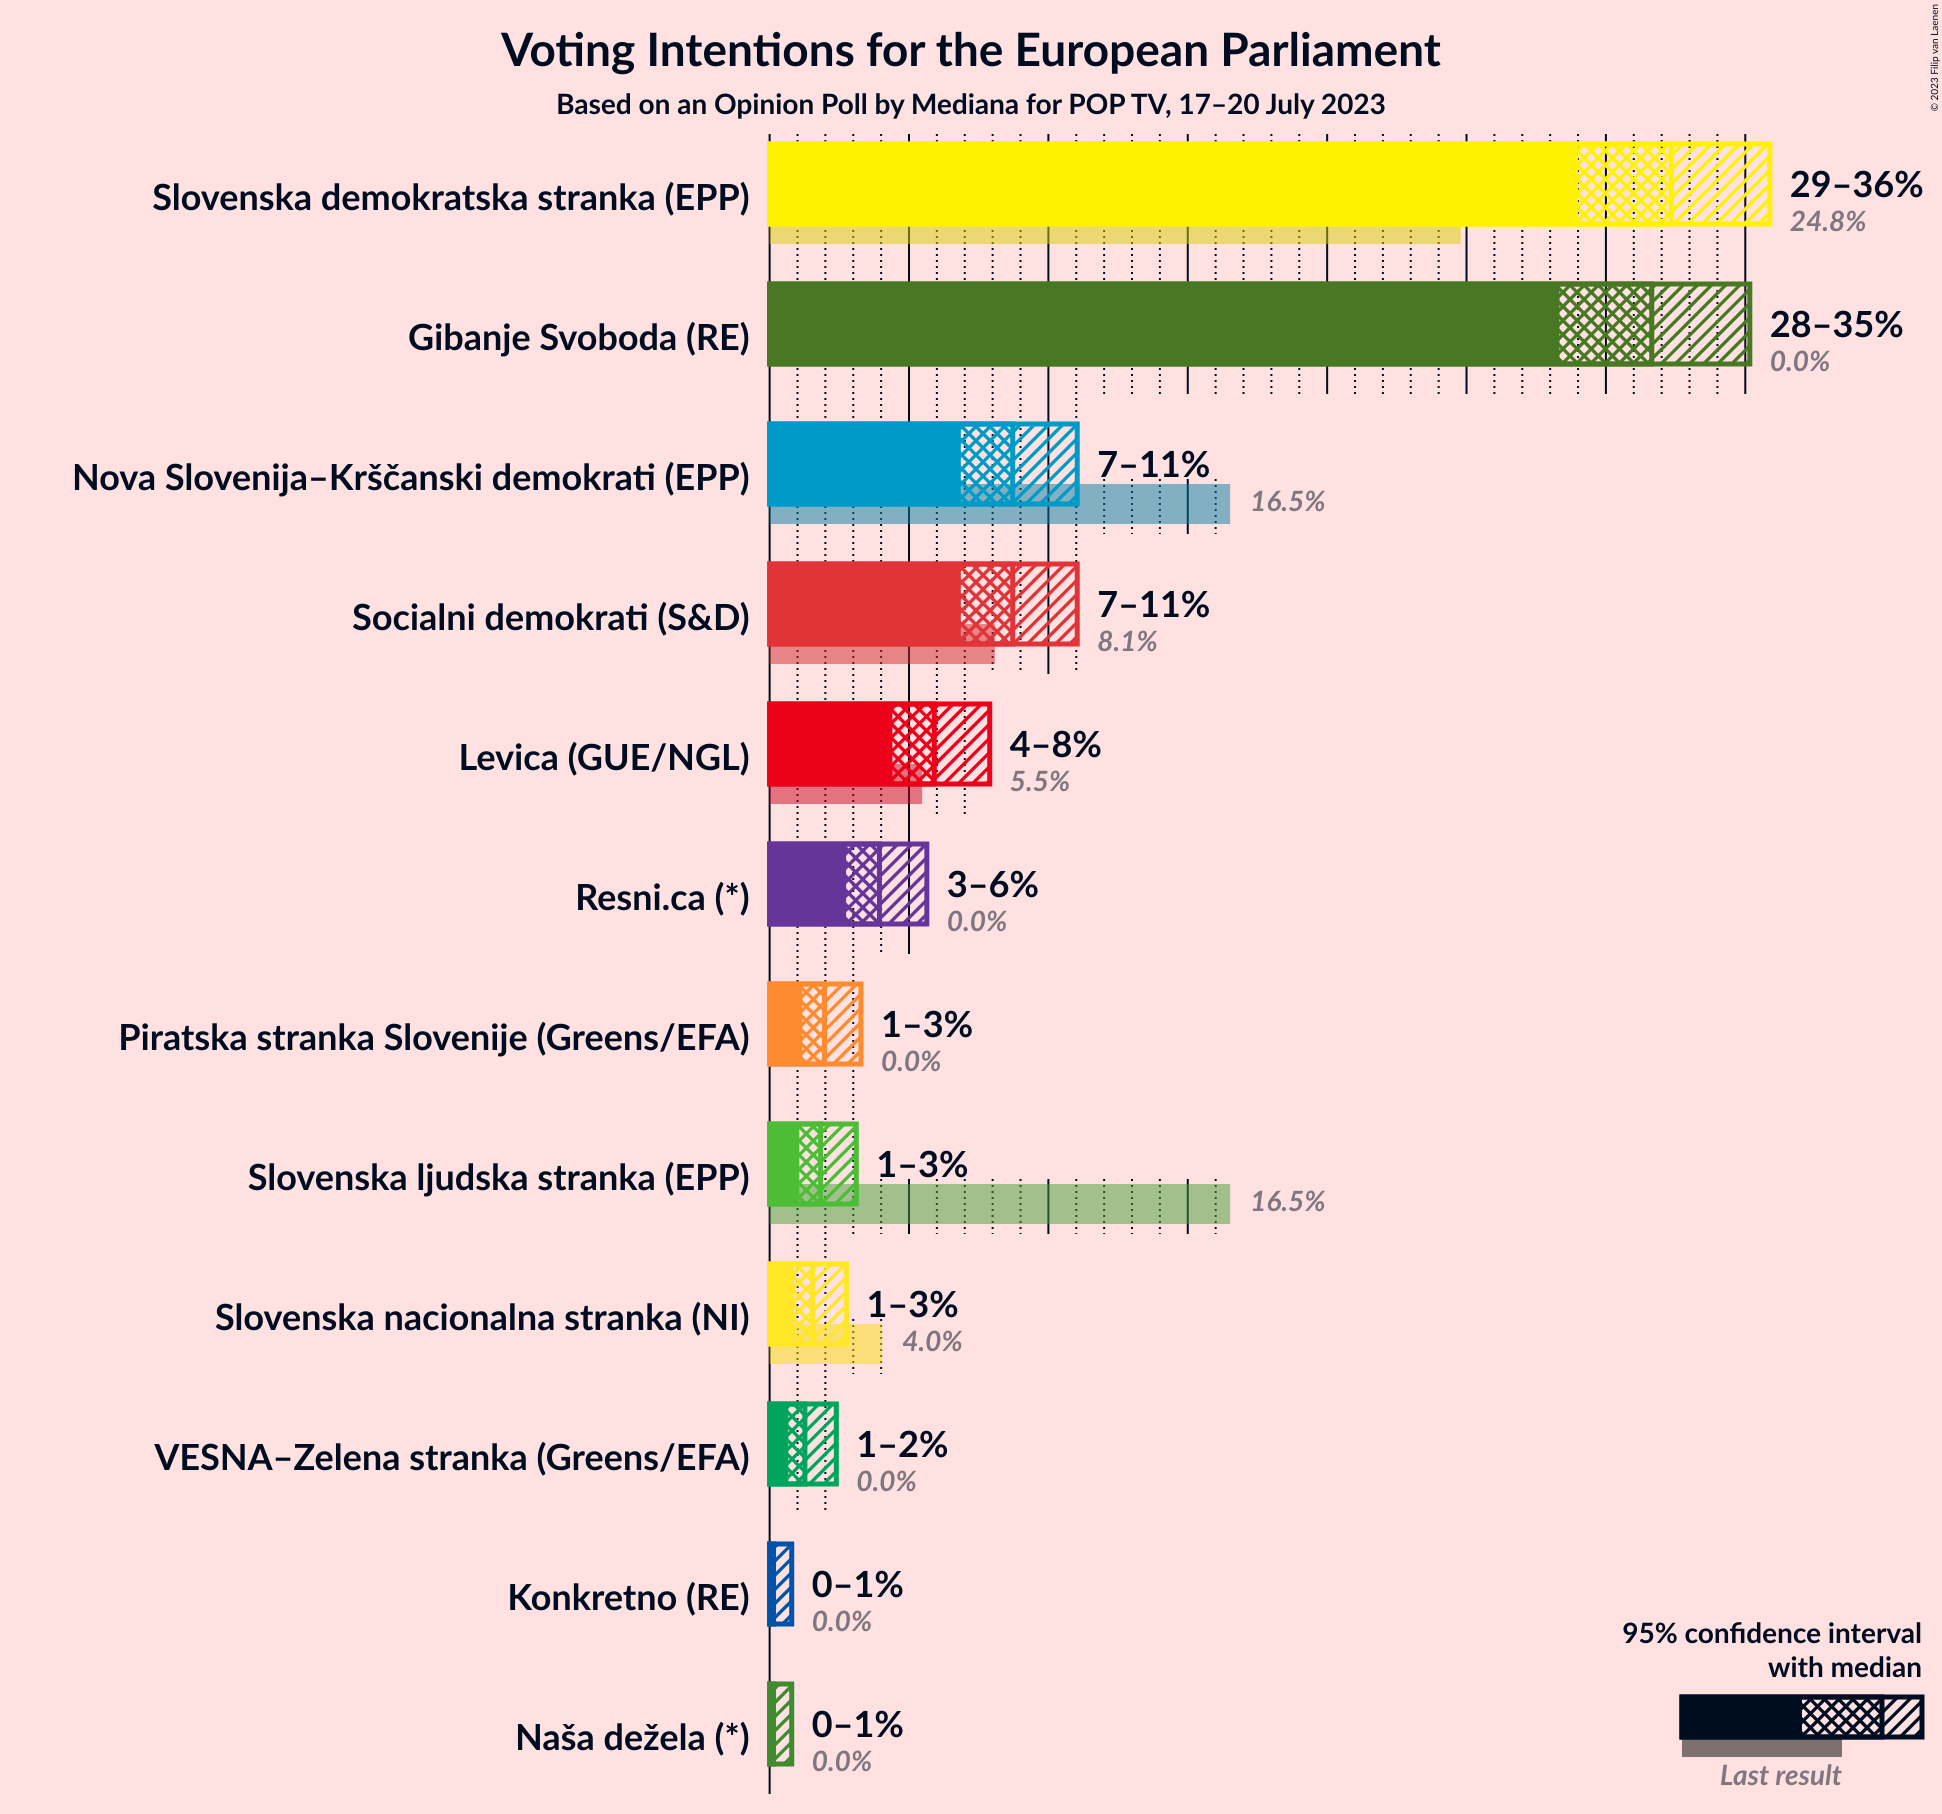 Voting Intentions for the European Parliament
Based on an Opinion Poll by Mediana for POP TV, 17–20 July 2023
© 2023 Filip van Laenen
Slovenska demokratska stranka (EPP)
29–36%
24.8%
Gibanje Svoboda (RE)
28–35%
0.0%
Nova Slovenija–Krščanski demokrati (EPP)
7–11%
16.5%
Socialni demokrati (S&D)
7–11%
8.1%
Levica (GUE/NGL)
4–8%
5.5%
Resni.ca (*)
3–6%
0.0%
Piratska stranka Slovenije (Greens/EFA)
1–3%
0.0%
Slovenska ljudska stranka (EPP)
1–3%
16.5%
Slovenska nacionalna stranka (NI)
1–3%
4.0%
VESNA–Zelena stranka (Greens/EFA)
1–2%
0.0%
Konkretno (RE)
0–1%
0.0%
Naša dežela (*)
0–1%
0.0%
95% confidence interval
with median
Last result